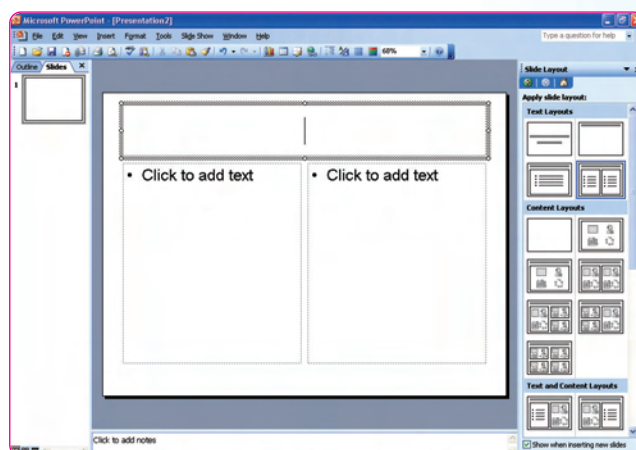 Microsoft PowerPoint - [Presentation2]
File Edit View Insert Format Tools Slide Show Window Help
Type a question for help
68%
Outline Slides
Slide Layout
1
Apply slide layout:
Text Layouts
• Click to add text
• Click to add text
Content Layouts
Text and Content Layouts
Click to add notes
Show when inserting new slides